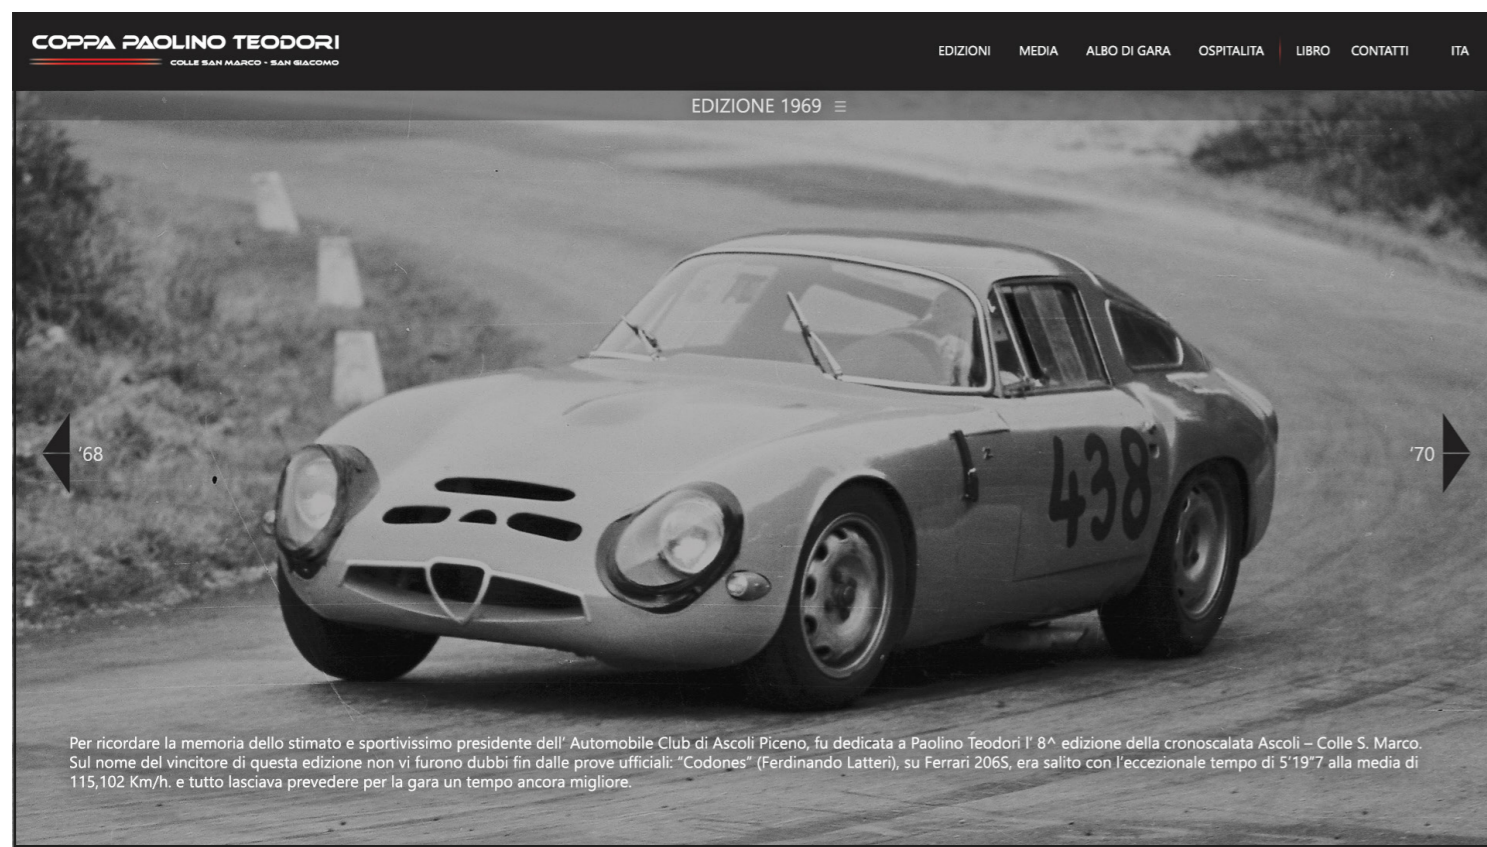 COPPA PAOLINO TEODORI
COLLE SAN MARCO - SAN GIACOMO
EDIZIONI MEDIA ALBO DI GARA OSPITALITA LIBRO CONTATTI ITA
EDIZIONE 1969
'68
'70
438
Per ricordare la memoria dello stimato e sportivissimo presidente dell' Automobile Club di Ascoli Piceno, fu dedicata a Paolino Teodori l' 8^ edizione della cronoscalata Ascoli – Colle S. Marco.
Sul nome del vincitore di questa edizione non vi furono dubbi fin dalle prove ufficiali: "Codones" (Ferdinando Latteri), su Ferrari 206S, era salito con l'eccezionale tempo di 5'19"7 alla media di
115,102 Km/h. e tutto lasciava prevedere per la gara un tempo ancora migliore.